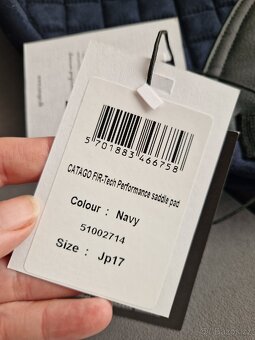 5 701883 466758
CATAGO FIR-Tech Performance saddle pad
Colour : Navy
51002714
Size : Jp17